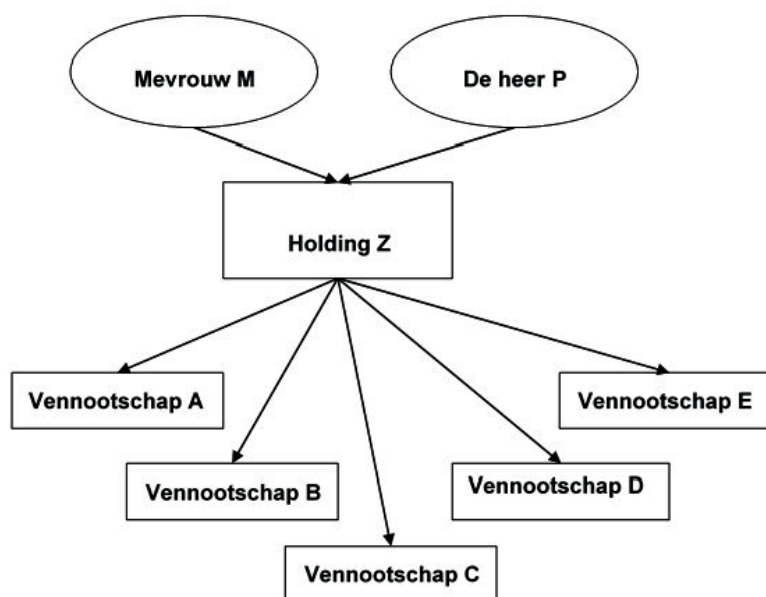 Mevrouw M
De heer P
Holding Z
Vennootschap A
Vennootschap E
Vennootschap B
Vennootschap D
Vennootschap C